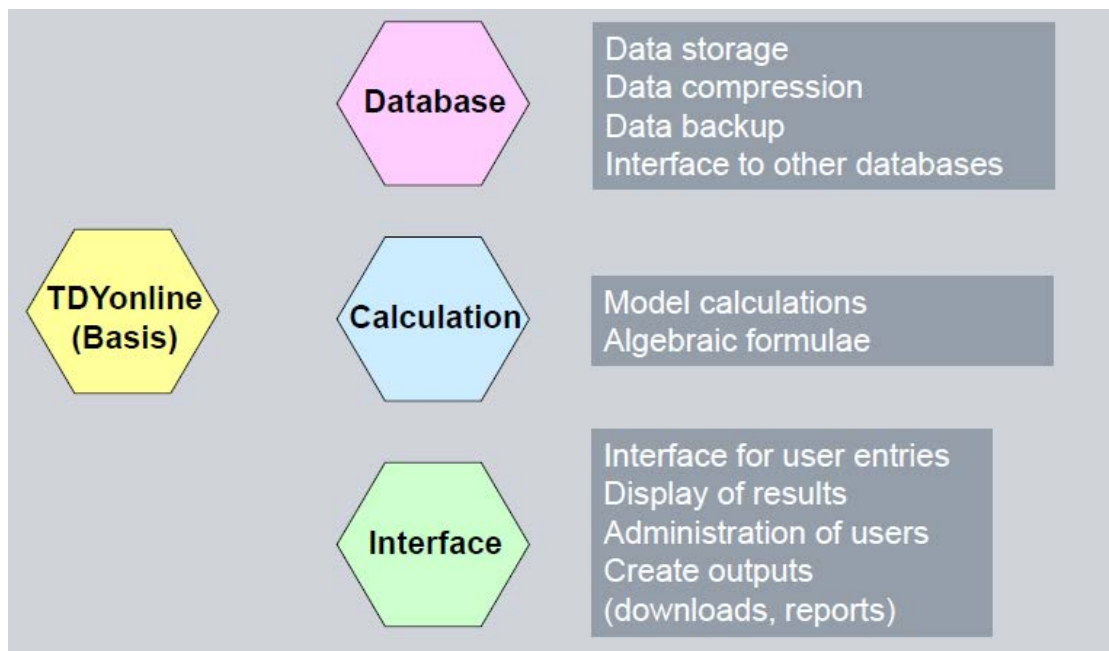 Database
Data storage
Data compression
Data backup
Interface to other databases
TDYonline
(Basis)
Calculation
Model calculations
Algebraic formulae
Interface
Interface for user entries
Display of results
Administration of users
Create outputs
(downloads, reports)